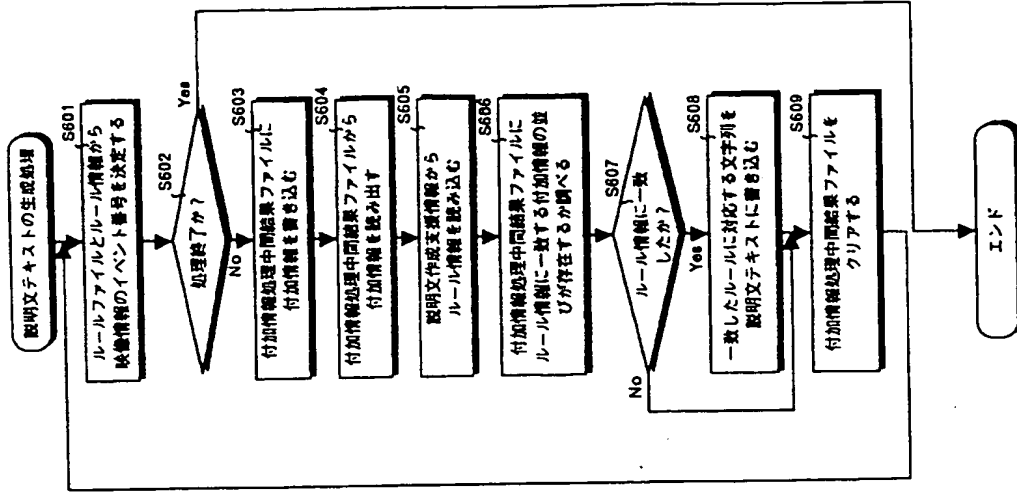 説明文テキストの生成処理
S601
ルールファイルとルール情報から
映像情報のイベント番号を決定する
S602
処理終了か?
Yes
No
S603
付加情報処理中間結果ファイルに
付加情報を書き込む
S604
付加情報処理中間結果ファイルから
付加情報を読み出す
S605
説明文作成支援情報から
ルール情報を読み込む
S606
付加情報処理中間結果ファイルに
ルール情報に一致する付加情報の並
びが存在するか調べる
S607
ルール情報に一致
したか?
No
Yes
S608
一致したルールに対応する文字列を
説明文テキストに書き込む
S609
付加情報処理中間結果ファイルを
クリアする
エンド